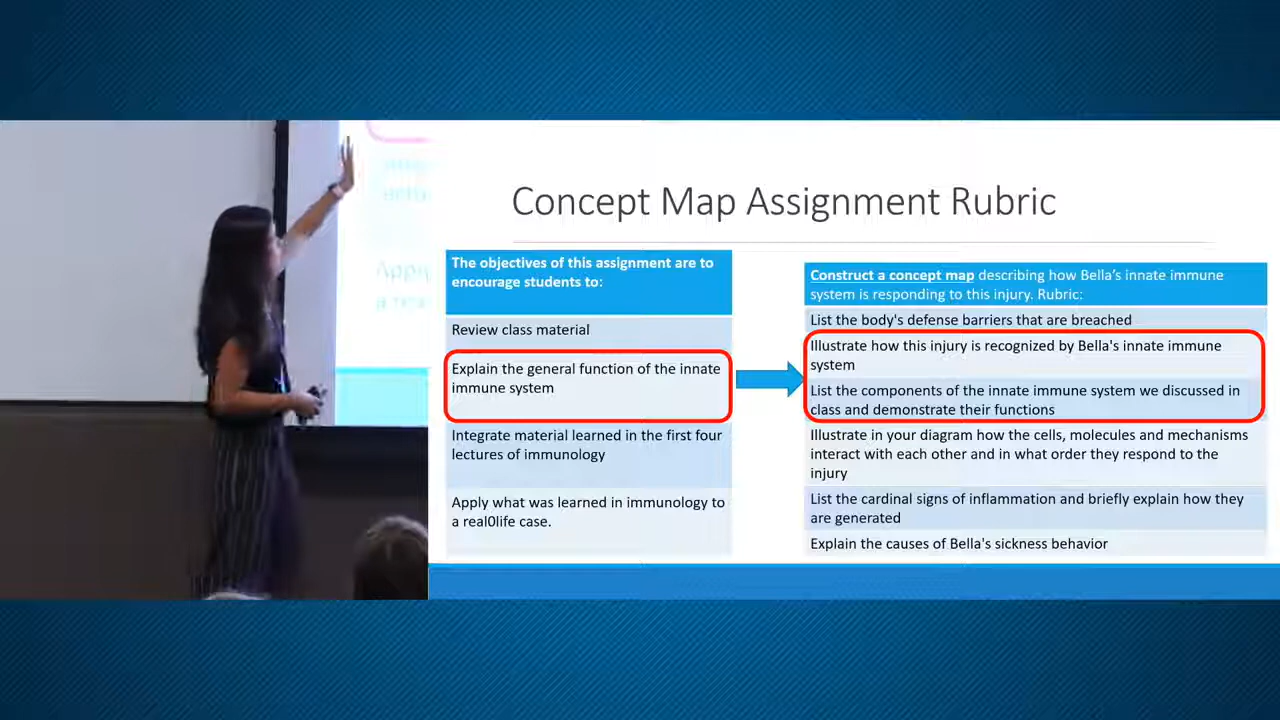 Concept Map Assignment Rubric
The objectives of this assignment are to
encourage students to:
Review class material
Explain the general function of the innate
immune system
Integrate material learned in the first four
lectures of immunology
Apply what was learned in immunology to
a real0life case.
Construct a concept map describing how Bella's innate immune
system is responding to this injury. Rubric:
List the body's defense barriers that are breached
Illustrate how this injury is recognized by Bella's innate immune
system
List the components of the innate immune system we discussed in
class and demonstrate their functions
Illustrate in your diagram how the cells, molecules and mechanisms
interact with each other and in what order they respond to the
injury
List the cardinal signs of inflammation and briefly explain how they
are generated
Explain the causes of Bella's sickness behavior